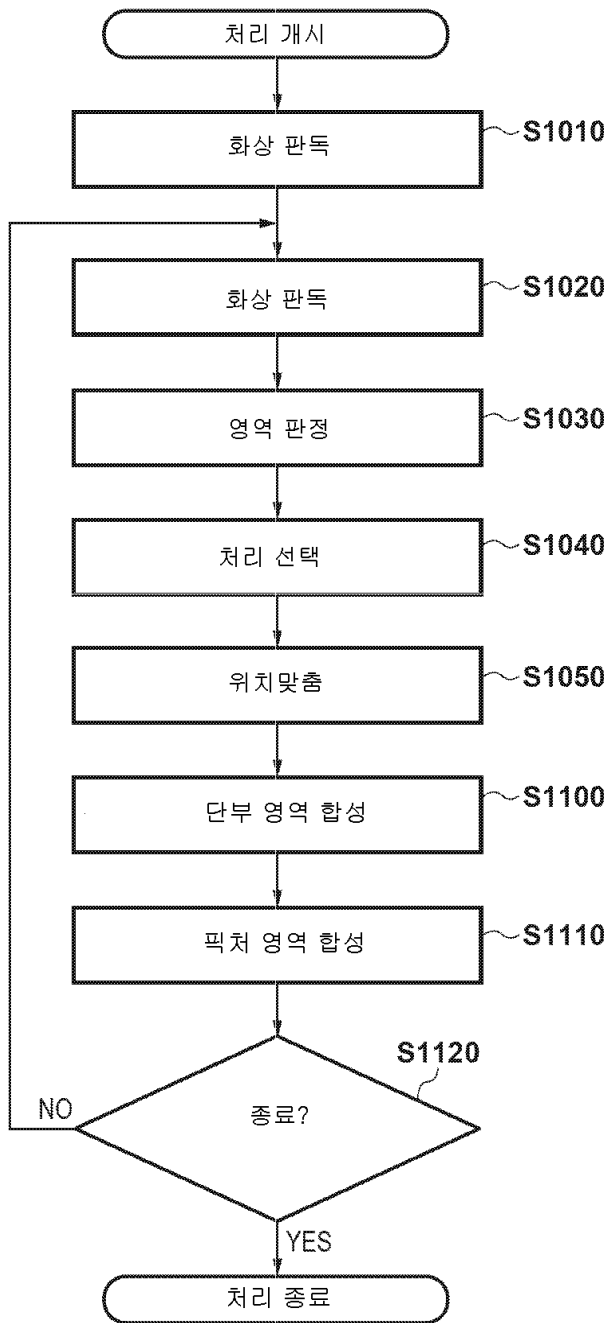 처리 개시
화상 판독
S1010
화상 판독
S1020
영역 판정
S1030
처리 선택
S1040
위치맞춤
S1050
단부 영역 합성
S1100
픽처 영역 합성
S1110
S1120
종료?
NO
YES
처리 종료